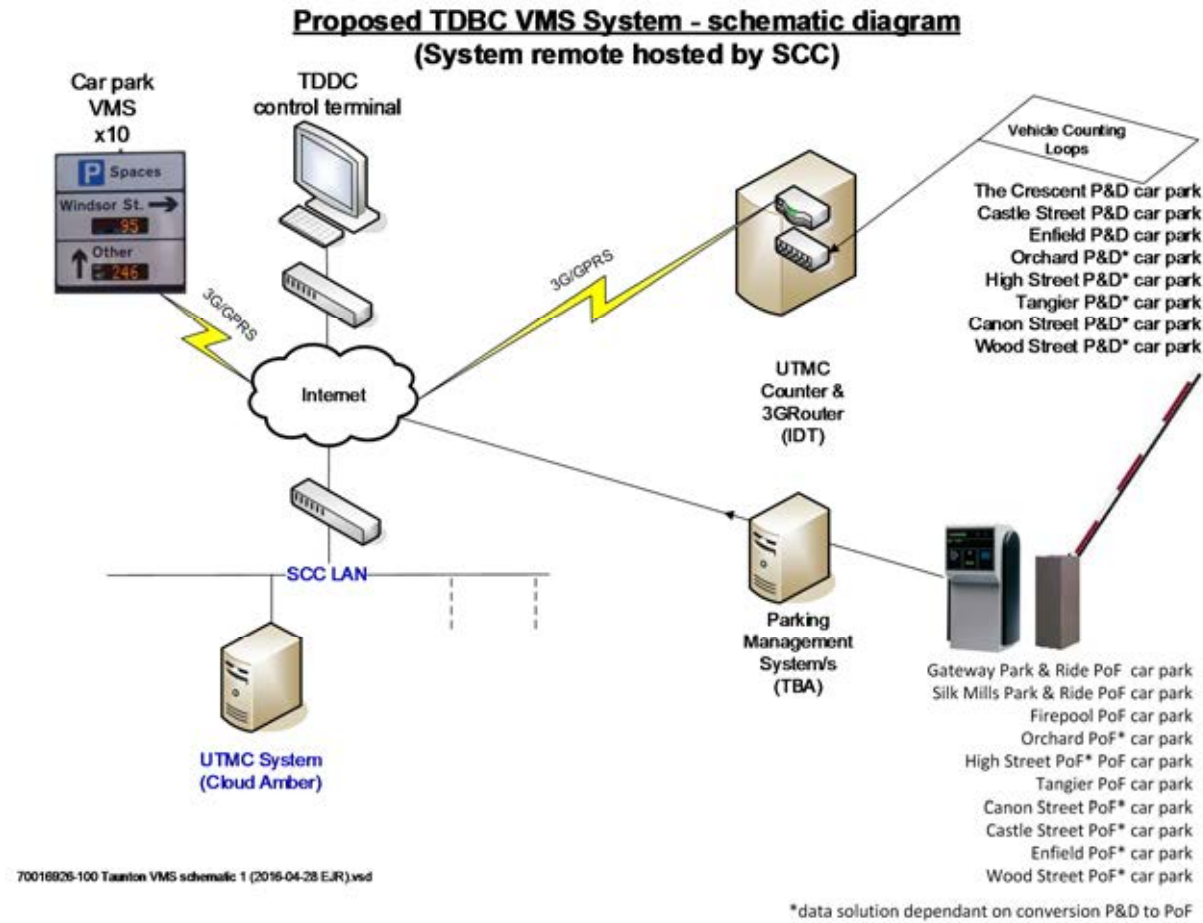 Proposed TDBC VMS System - schematic diagram
(System remote hosted by SCC)
Car park
VMS
x10
P Spaces
Windsor St.
95
Other
246
TDDC
control terminal
3G/GPRS
3G/GPRS
Internet
Vehicle Counting
Loops
The Crescent P&D car park
Castle Street P&D car park
Enfield P&D car park
Orchard P&D* car park
High Street P&D* car park
Tangier P&D* car park
Canon Street P&D* car park
Wood Street P&D* car park
UTMC
Counter &
3GRouter
(IDT)
SCC LAN
UTMC System
(Cloud Amber)
Parking
Management
System/s
(TBA)
Gateway Park & Ride PoF car park
Silk Mills Park & Ride PoF car park
Firepool PoF car park
Orchard PoF* car park
High Street PoF* PoF car park
Tangier PoF car park
Canon Street PoF* car park
Castle Street PoF* car park
Enfield PoF* car park
Wood Street PoF* car park
70016926-100 Taunton VMS schematic 1 (2016-04-28 EJR).vsd
*data solution dependant on conversion P&D to PoF